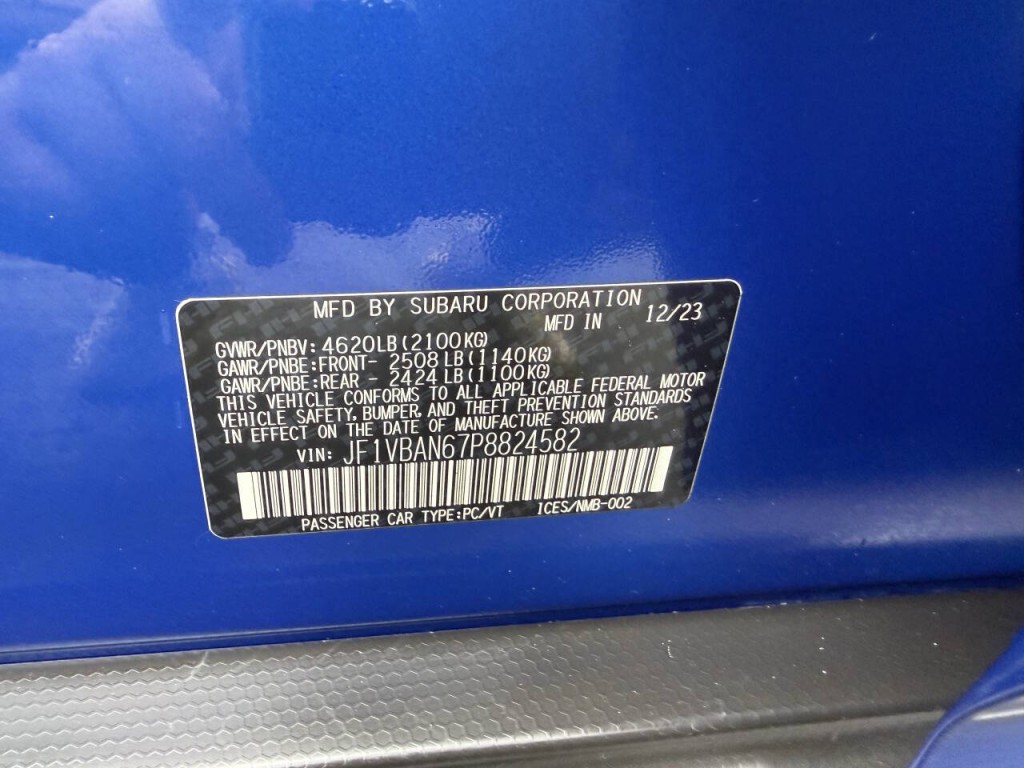 MFD BY SUBARU CORPORATION
MFD IN 12/23
GVWR/PNBV: 4620LB(2100KG)
GAWR/PNBE:FRONT- 2508LB(1140KG)
GAWR/PNBE:REAR - 2424LB(1100KG)
THIS VEHICLE CONFORMS TO ALL APPLICABLE FEDERAL MOTOR
VEHICLE SAFETY, BUMPER, AND THEFT PREVENTION STANDARDS
IN EFFECT ON THE DATE OF MANUFACTURE SHOWN ABOVE.
VIN: JF1VBAN67P8824582
PASSENGER CAR TYPE:PC/VT ICES/NMB-002